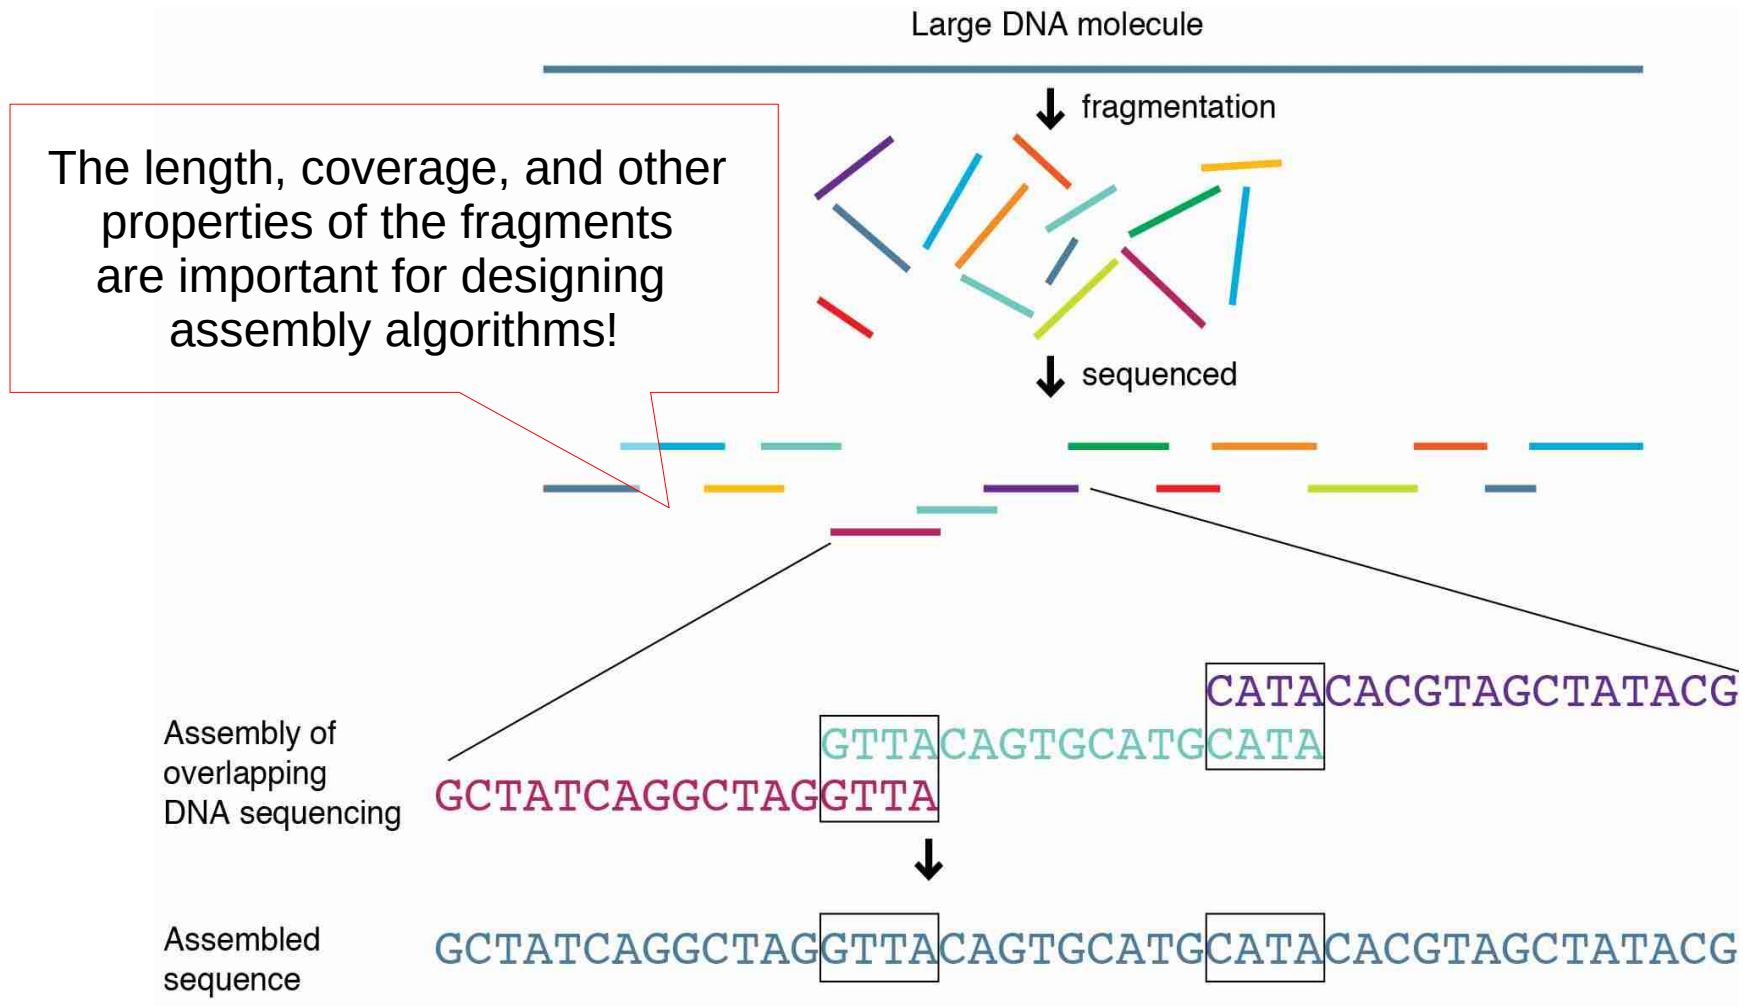 Large DNA molecule
fragmentation
The length, coverage, and other
properties of the fragments
are important for designing
assembly algorithms!
sequenced
CATACACGTAGCTATACG
Assembly of
overlapping
DNA sequencing
GTTACAGTGCATGCATA
GCTATCAGGCTAGGTTA
Assembled
sequence
GCTATCAGGCTAGGTTACAGTGCATGCATACACGTAGCTATACG